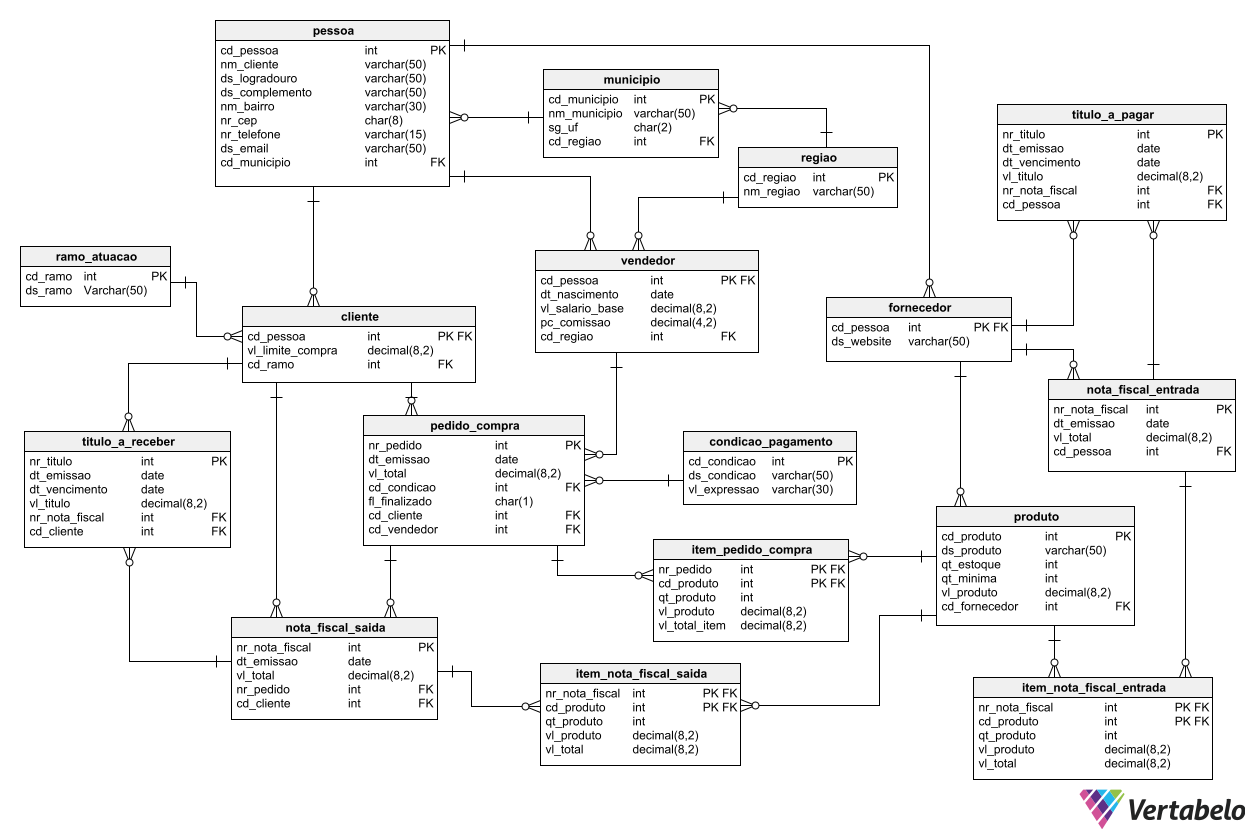 pessoa
cd_pessoa int PK
nm_cliente varchar(50)
ds_logradouro varchar(50)
ds_complemento varchar(50)
nm_bairro varchar(30)
nr_cep char(8)
nr_telefone varchar(15)
ds_email varchar(50)
cd_municipio int FK
municipio
cd_municipio int PK
nm_municipio varchar(50)
sg_uf char(2)
cd_regiao int FK
regiao
cd_regiao int PK
nm_regiao varchar(50)
titulo_a_pagar
nr_titulo int PK
dt_emissao date
dt_vencimento date
vl_titulo decimal(8,2)
nr_nota_fiscal int FK
cd_pessoa int FK
ramo_atuacao
cd_ramo int PK
ds_ramo Varchar(50)
cliente
cd_pessoa int PK FK
vl_limite_compra decimal(8,2)
cd_ramo int FK
vendedor
cd_pessoa int PK FK
dt_nascimento date
vl_salario_base decimal(8,2)
pc_comissao decimal(4,2)
cd_regiao int FK
fornecedor
cd_pessoa int PK FK
ds_website varchar(50)
nota_fiscal_entrada
nr_nota_fiscal int PK
dt_emissao date
vl_total decimal(8,2)
cd_pessoa int FK
titulo_a_receber
nr_titulo int PK
dt_emissao date
dt_vencimento date
vl_titulo decimal(8,2)
nr_nota_fiscal int FK
cd_cliente int FK
pedido_compra
nr_pedido int PK
dt_emissao date
vl_total decimal(8,2)
cd_condicao int FK
fl_finalizado char(1)
cd_cliente int FK
cd_vendedor int FK
condicao_pagamento
cd_condicao int PK
ds_condicao varchar(50)
vl_expressao varchar(30)
produto
cd_produto int PK
ds_produto varchar(50)
qt_estoque int
qt_minima int
vl_produto decimal(8,2)
cd_fornecedor int FK
item_pedido_compra
nr_pedido int PK FK
cd_produto int PK FK
qt_produto int
vl_produto decimal(8,2)
vl_total_item decimal(8,2)
nota_fiscal_saida
nr_nota_fiscal int PK
dt_emissao date
vl_total decimal(8,2)
nr_pedido int FK
cd_cliente int FK
item_nota_fiscal_saida
nr_nota_fiscal int PK FK
cd_produto int PK FK
qt_produto int
vl_produto decimal(8,2)
vl_total decimal(8,2)
item_nota_fiscal_entrada
nr_nota_fiscal int PK FK
cd_produto int PK FK
qt_produto int
vl_produto decimal(8,2)
vl_total decimal(8,2)
Vertabelo